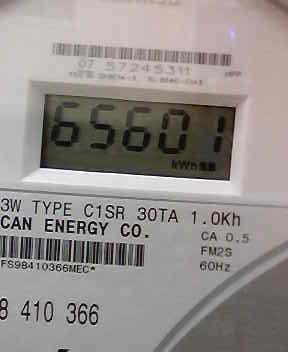 07 57245311
65601
kWh
3W TYPE C1SR 30TA 1.0Kh
CAN ENERGY CO.
CA 0.5
FM2S
60Hz
FS98410366MEC*
8 410 366